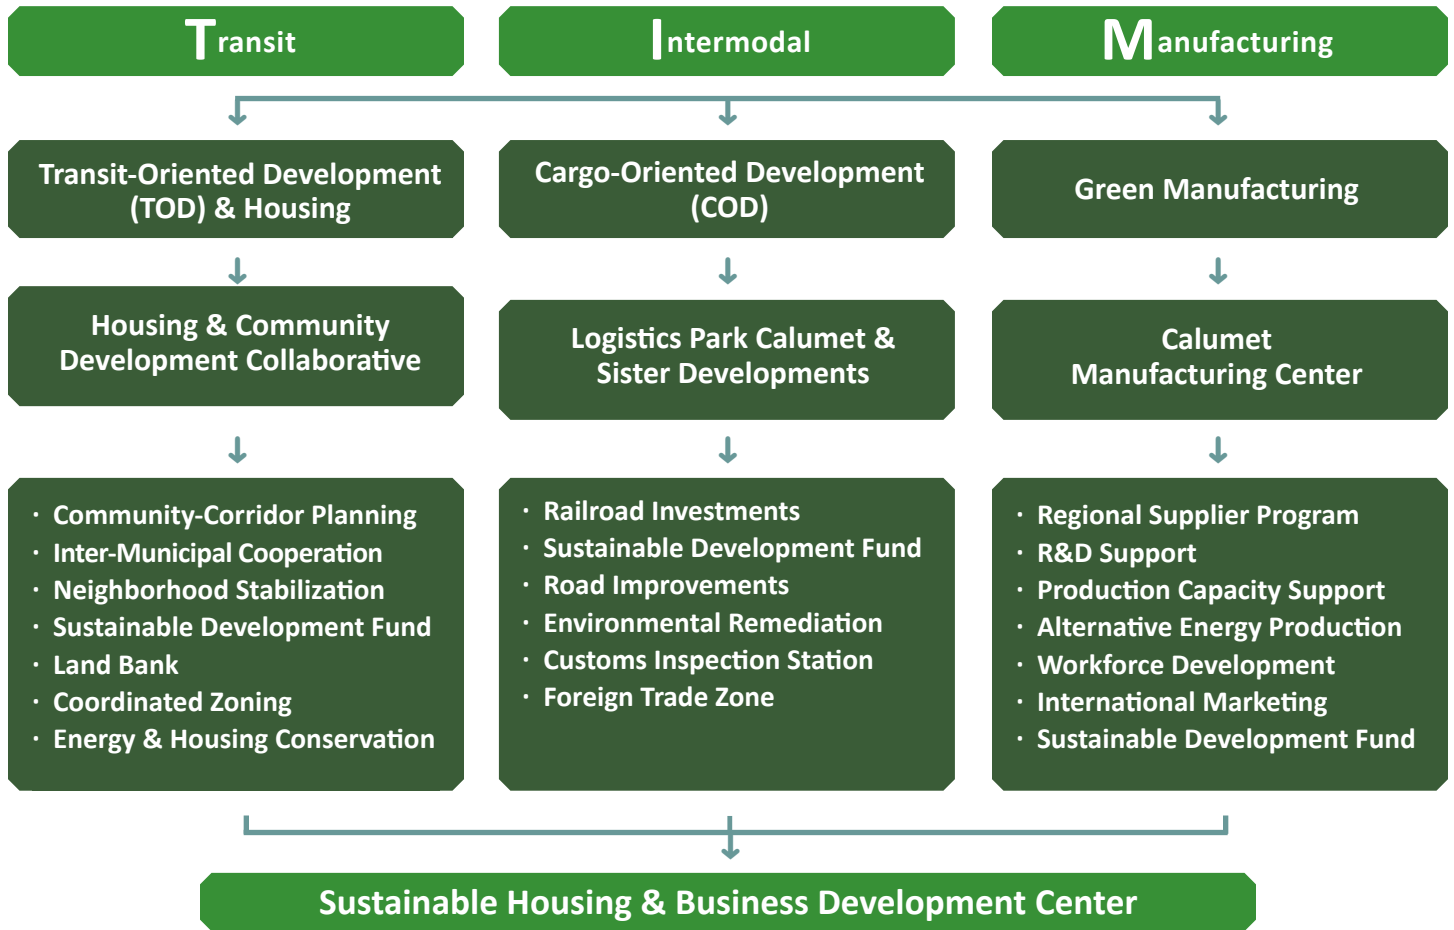 Transit
Intermodal
Manufacturing
Transit-Oriented Development
(TOD) & Housing
Cargo-Oriented Development
(COD)
Green Manufacturing
Housing & Community
Development Collaborative
Logistics Park Calumet &
Sister Developments
Calumet
Manufacturing Center
· Community-Corridor Planning
· Inter-Municipal Cooperation
· Neighborhood Stabilization
· Sustainable Development Fund
· Land Bank
· Coordinated Zoning
· Energy & Housing Conservation
· Railroad Investments
· Sustainable Development Fund
· Road Improvements
· Environmental Remediation
· Customs Inspection Station
· Foreign Trade Zone
· Regional Supplier Program
· R&D Support
· Production Capacity Support
· Alternative Energy Production
· Workforce Development
· International Marketing
· Sustainable Development Fund
Sustainable Housing & Business Development Center